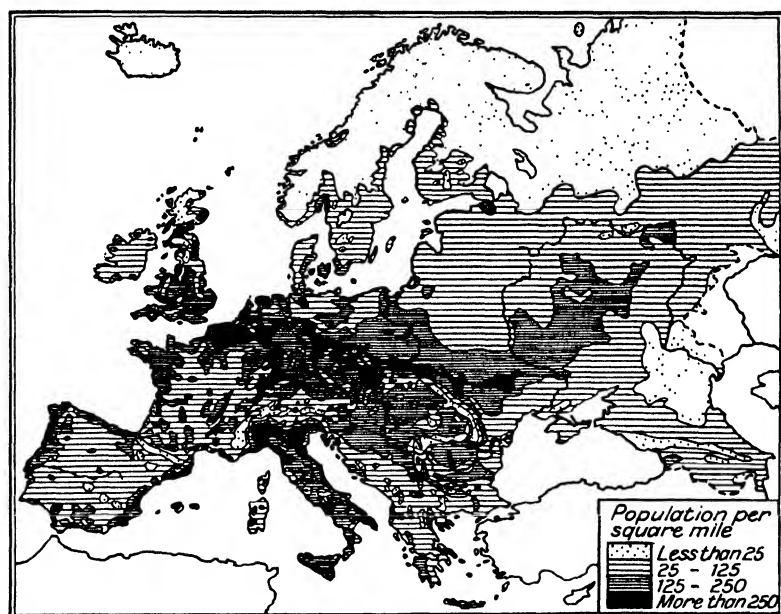 Population per
square mile
Less than 25
25 - 125
125 - 250
More than 250